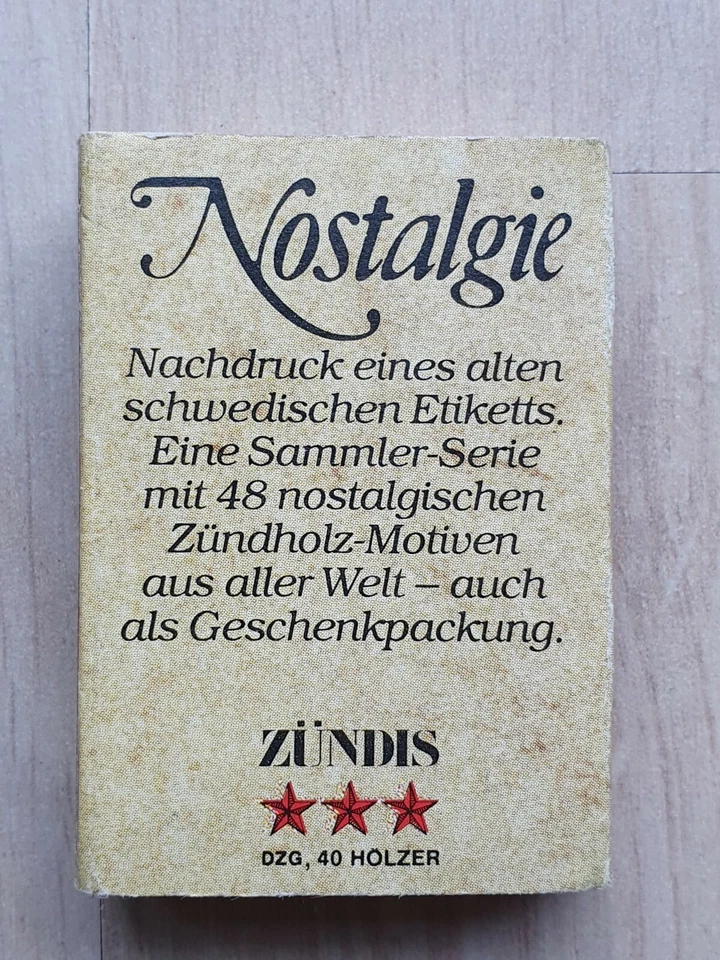 Nostalgie
Nachdruck eines alten
schwedischen Etiketts.
Eine Sammler-Serie
mit 48 nostalgischen
Zündholz-Motiven
aus aller Welt – auch
als Geschenkpackung.
ZÜNDIS
DZG, 40 HÖLZER